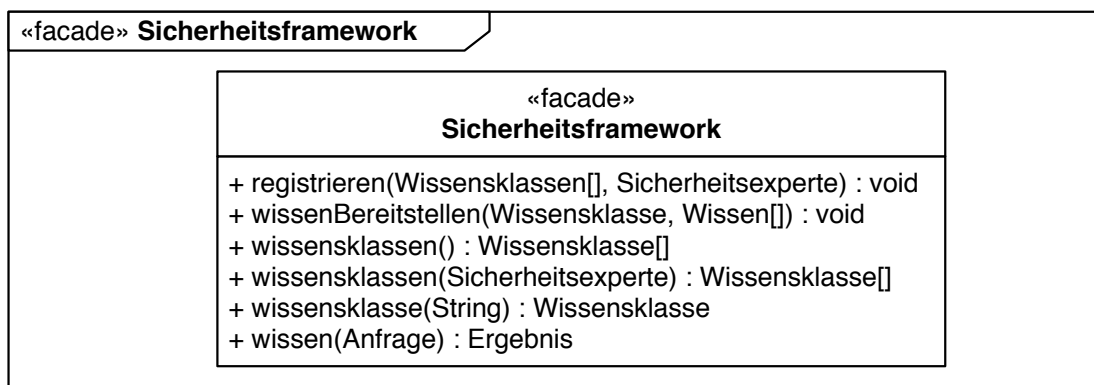 «facade» Sicherheitsframework
«facade»
Sicherheitsframework
+ registrieren(Wissensklassen[], Sicherheitsexperte) : void
+ wissenBereitstellen(Wissensklasse, Wissen[]) : void
+ wissensklassen() : Wissensklasse[]
+ wissensklassen(Sicherheitsexperte) : Wissensklasse[]
+ wissensklasse(String) : Wissensklasse
+ wissen(Anfrage) : Ergebnis